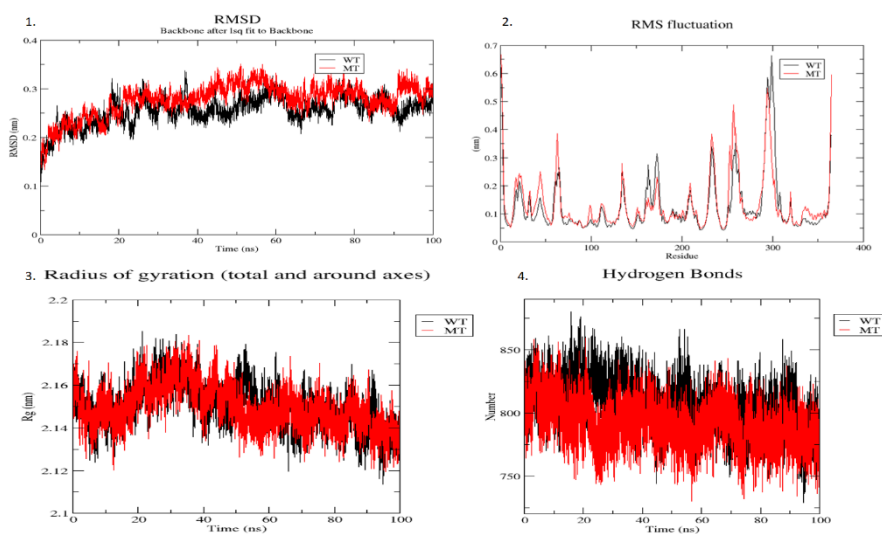 1.
RMSD
Backbone after lsq fit to Backbone
0.4
0.3
0.2
0.1
0
RMSD (nm)
WT
MT
0
20
40
60
80
100
Time (ns)
2.
RMS fluctuation
0.7
0.6
0.5
0.4
0.3
0.2
0.1
0
(nm)
WT
MT
0
100
200
300
400
Residue
3.
Radius of gyration (total and around axes)
2.2
2.18
2.16
2.14
2.12
2.1
Rg (nm)
WT
MT
0
20
40
60
80
100
Time (ns)
4.
Hydrogen Bonds
850
800
750
Number
WT
MT
0
20
40
60
80
100
Time (ns)